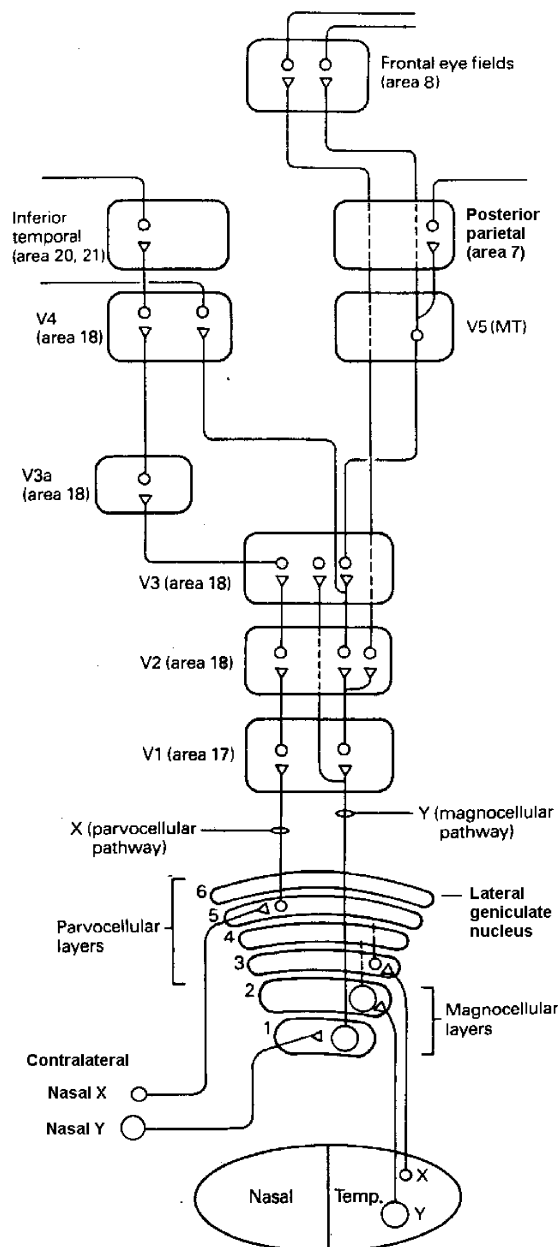 Frontal eye fields
(area 8)
Inferior
temporal
(area 20, 21)
Posterior
parietal
(area 7)
V4
(area 18)
V5 (MT)
V3a
(area 18)
V3 (area 18)
V2 (area 18)
V1 (area 17)
X (parvocellular
pathway)
Y (magnocellular
pathway)
6
5
4
3
2
1
Parvocellular
layers
Lateral
geniculate
nucleus
Magnocellular
layers
Contralateral
Nasal X
Nasal Y
Nasal
Temp.
X
Y